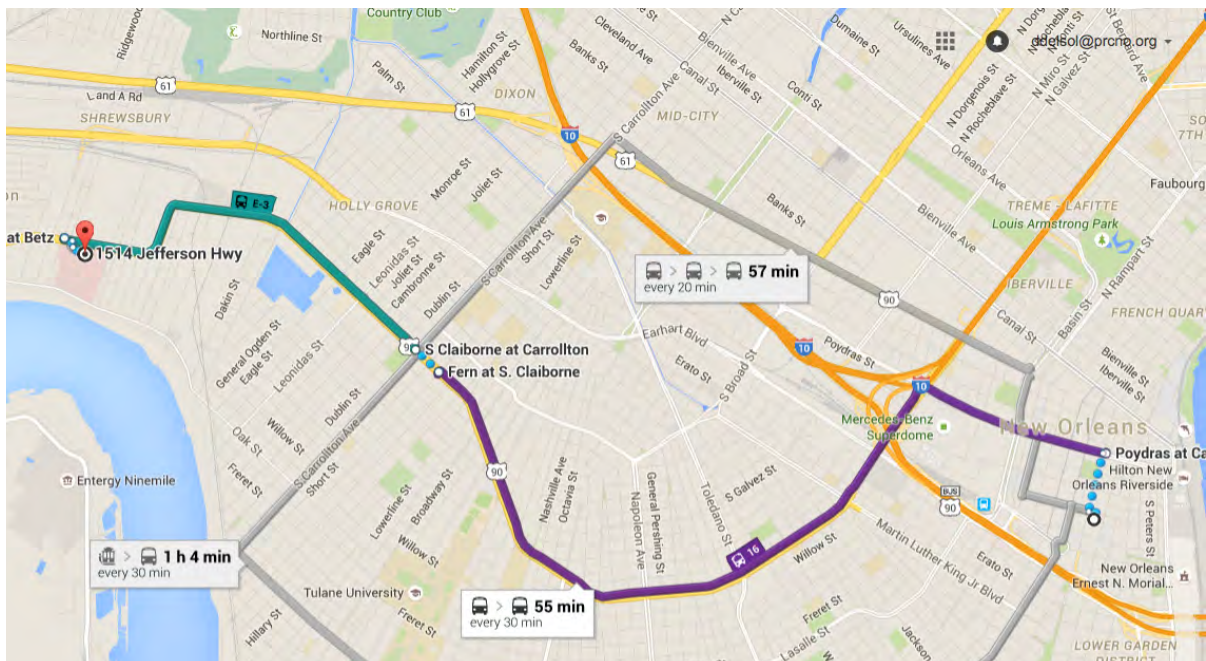 Country Club
Ridgewood
Northline St
Hamilton St
Hollygrove St
Palm St
Banks St
Cleveland Ave
Canal St
Bienville Ave
Iberville St
Conti St
Dumaine St
Ursulines Ave
N Dorgenois St
N Rocheblave St
N Miro St
N Galvez St
St Bernard Ave
ddelsol@prcno.org
61
61
61
L and A Rd
SHREWSBURY
DIXON
10
MID-CITY
S Carrollton Ave
Orleans Ave
7TH
Faubourg
E-3
HOLLY GROVE
Monroe St
Joliet St
Banks St
TREME - LAFITTE
Louis Armstrong Park
Bienville Ave
at Betz
1514 Jefferson Hwy
Eagle St
Leonidas St
Joliet St
Cambronne St
Dublin St
S Carrollton Ave
Short St
Lowerline St
57 min
every 20 min
90
IBERVILLE
Canal St
Basin St
N Rampart St
FRENCH QUART
Dakin St
General Ogden St
Eagle St
Leonidas St
90
S Claiborne at Carrollton
Fern at S. Claiborne
Earhart Blvd
Erato St
S Broad St
10
Poydras St
10
Bienville St
Iberville St
Dublin St
Willow St
Oak St
Freret St
S Carrollton Ave
Short St
Mercedes-Benz
Superdome
New Orleans
Poydras at Ca
Hilton New
Orleans Riverside
Entergy Ninemile
90
Lowerline St
Broadway St
Nashville Ave
Octavia St
General Pershing St
Napoleon Ave
Toledano St
S Galvez St
BUS
90
S Peters St
1 h 4 min
every 30 min
Willow St
16
Willow St
Martin Luther King Jr Blvd
Erato St
New Orleans
Ernest N. Morial...
Tulane University
Freret St
55 min
every 30 min
Hillary St
Freret St
Lasalle St
Jackson
LOWER GARDEN
DISTRICT